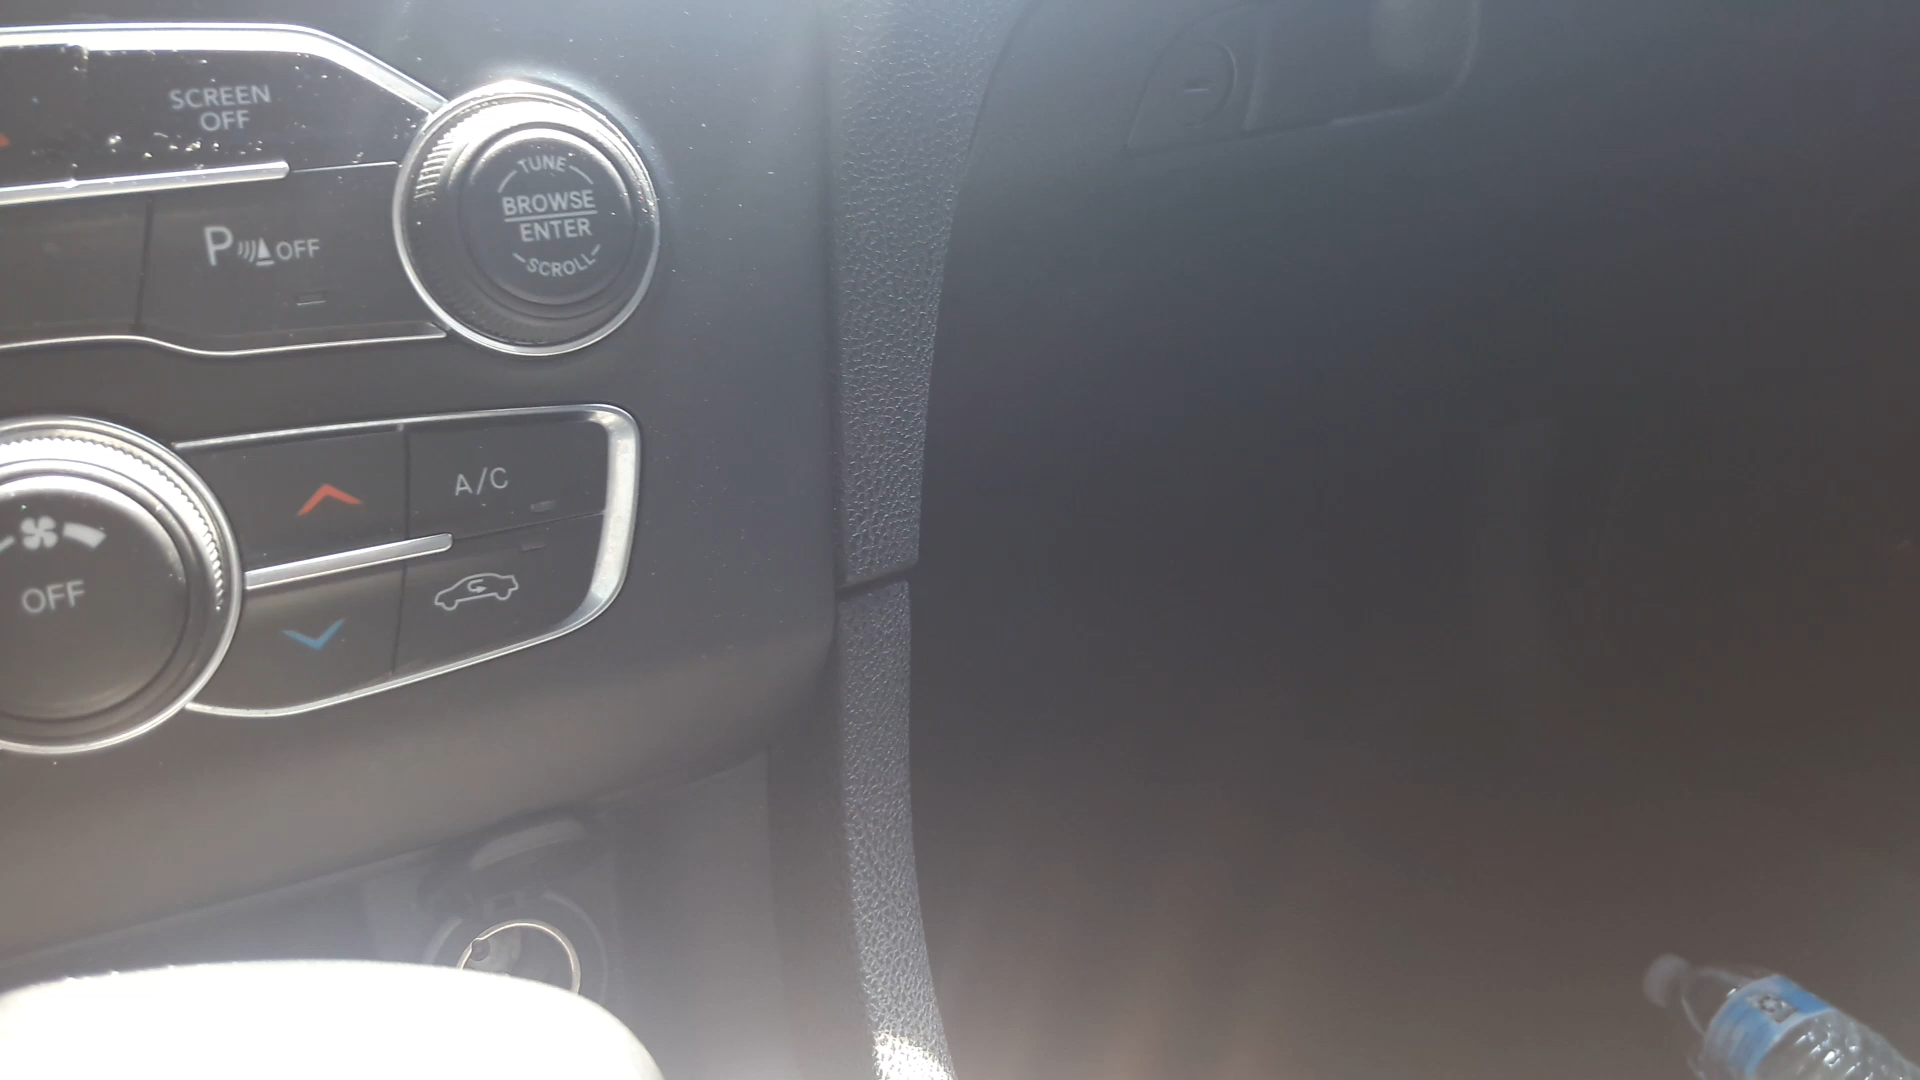 SCREEN
OFF
TUNE
BROWSE
ENTER
SCROLL
P OFF
A/C
OFF